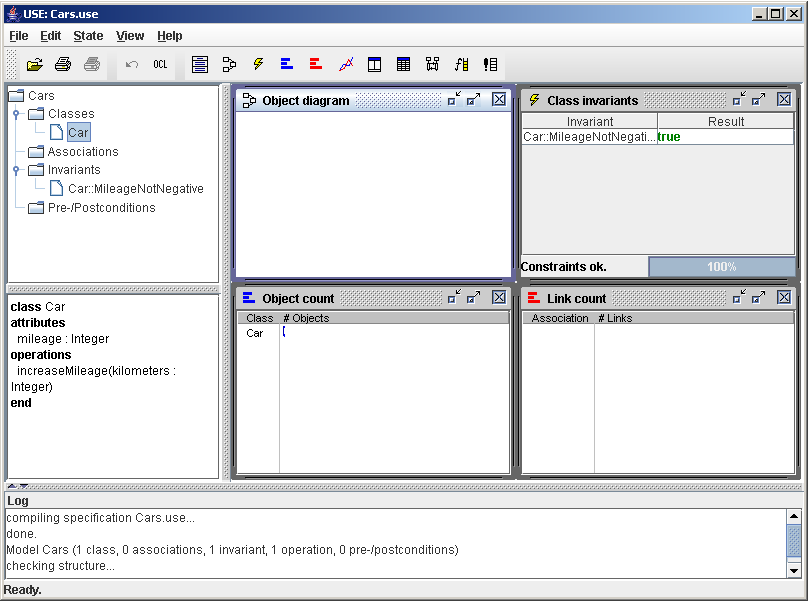 USE: Cars.use
File Edit State View Help
OCL
Cars
Classes
Car
Associations
Invariants
Car::MileageNotNegative
Pre-/Postconditions
class Car
attributes
mileage : Integer
operations
increaseMileage(kilometers :
Integer)
end
Object diagram
Class invariants
Invariant Result
Car::MileageNotNegati... true
Constraints ok. 100%
Object count
Class # Objects
Car
Link count
Association # Links
Log
compiling specification Cars.use...
done.
Model Cars (1 class, 0 associations, 1 invariant, 1 operation, 0 pre-/postconditions)
checking structure...
Ready.